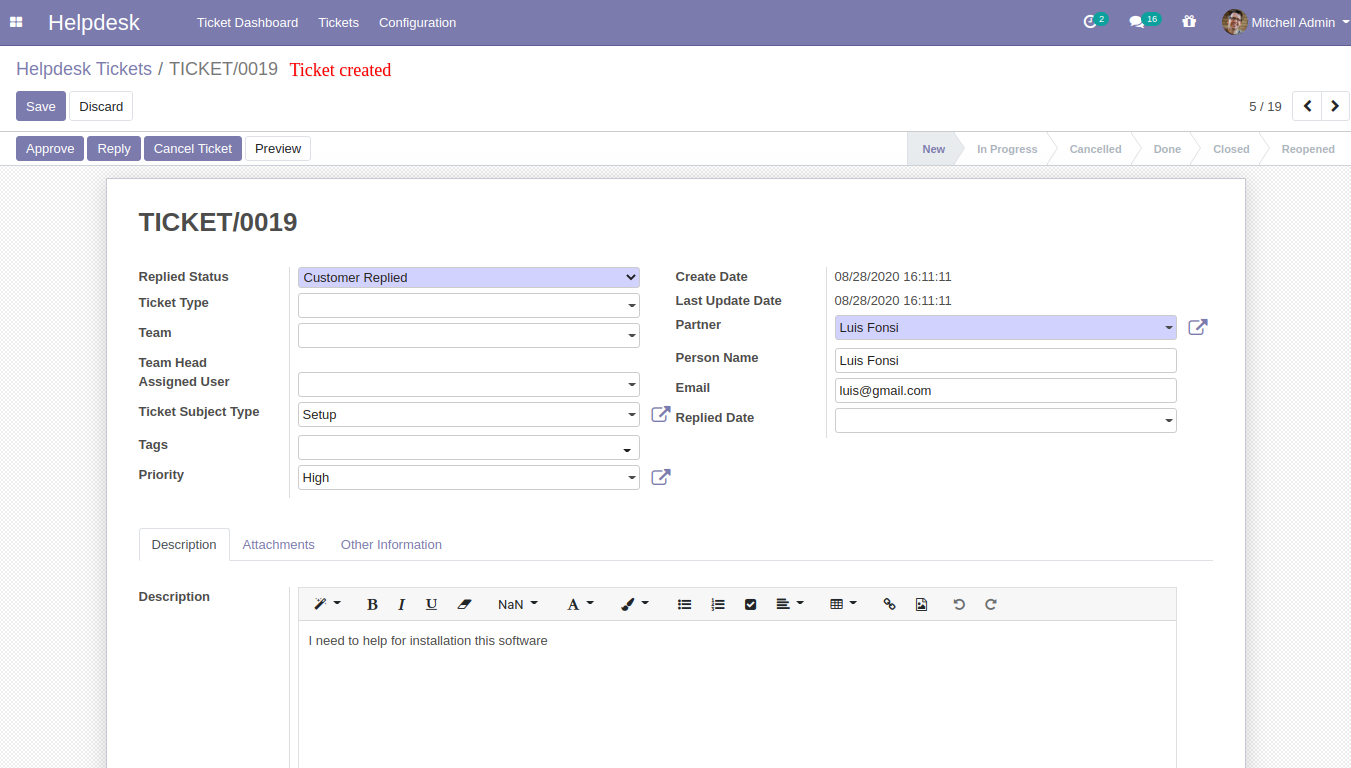 Helpdesk Ticket Dashboard Tickets Configuration 2 16 Mitchell Admin
Helpdesk Tickets / TICKET/0019 Ticket created
Save Discard 5 / 19
Approve Reply Cancel Ticket Preview New In Progress Cancelled Done Closed Reopened
TICKET/0019
Replied Status Customer Replied
Ticket Type
Team
Team Head
Assigned User
Ticket Subject Type Setup
Tags
Priority High
Create Date 08/28/2020 16:11:11
Last Update Date 08/28/2020 16:11:11
Partner Luis Fonsi
Person Name Luis Fonsi
Email luis@gmail.com
Replied Date
Description Attachments Other Information
Description
B I U NaN A
I need to help for installation this software